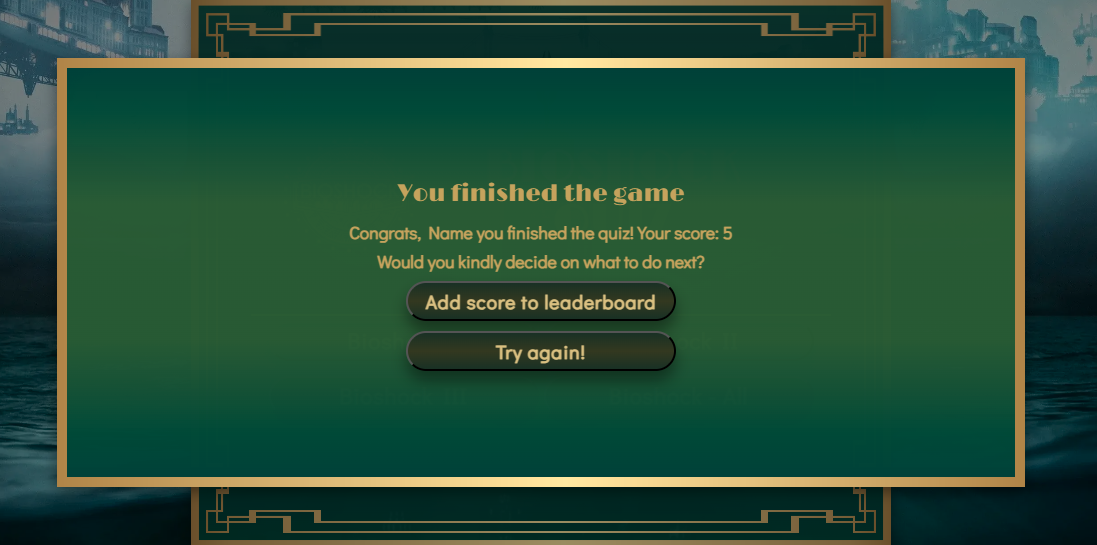 You finished the game
Congrats, Name you finished the quiz! Your score: 5
Would you kindly decide on what to do next?
Add score to leaderboard
Try again!